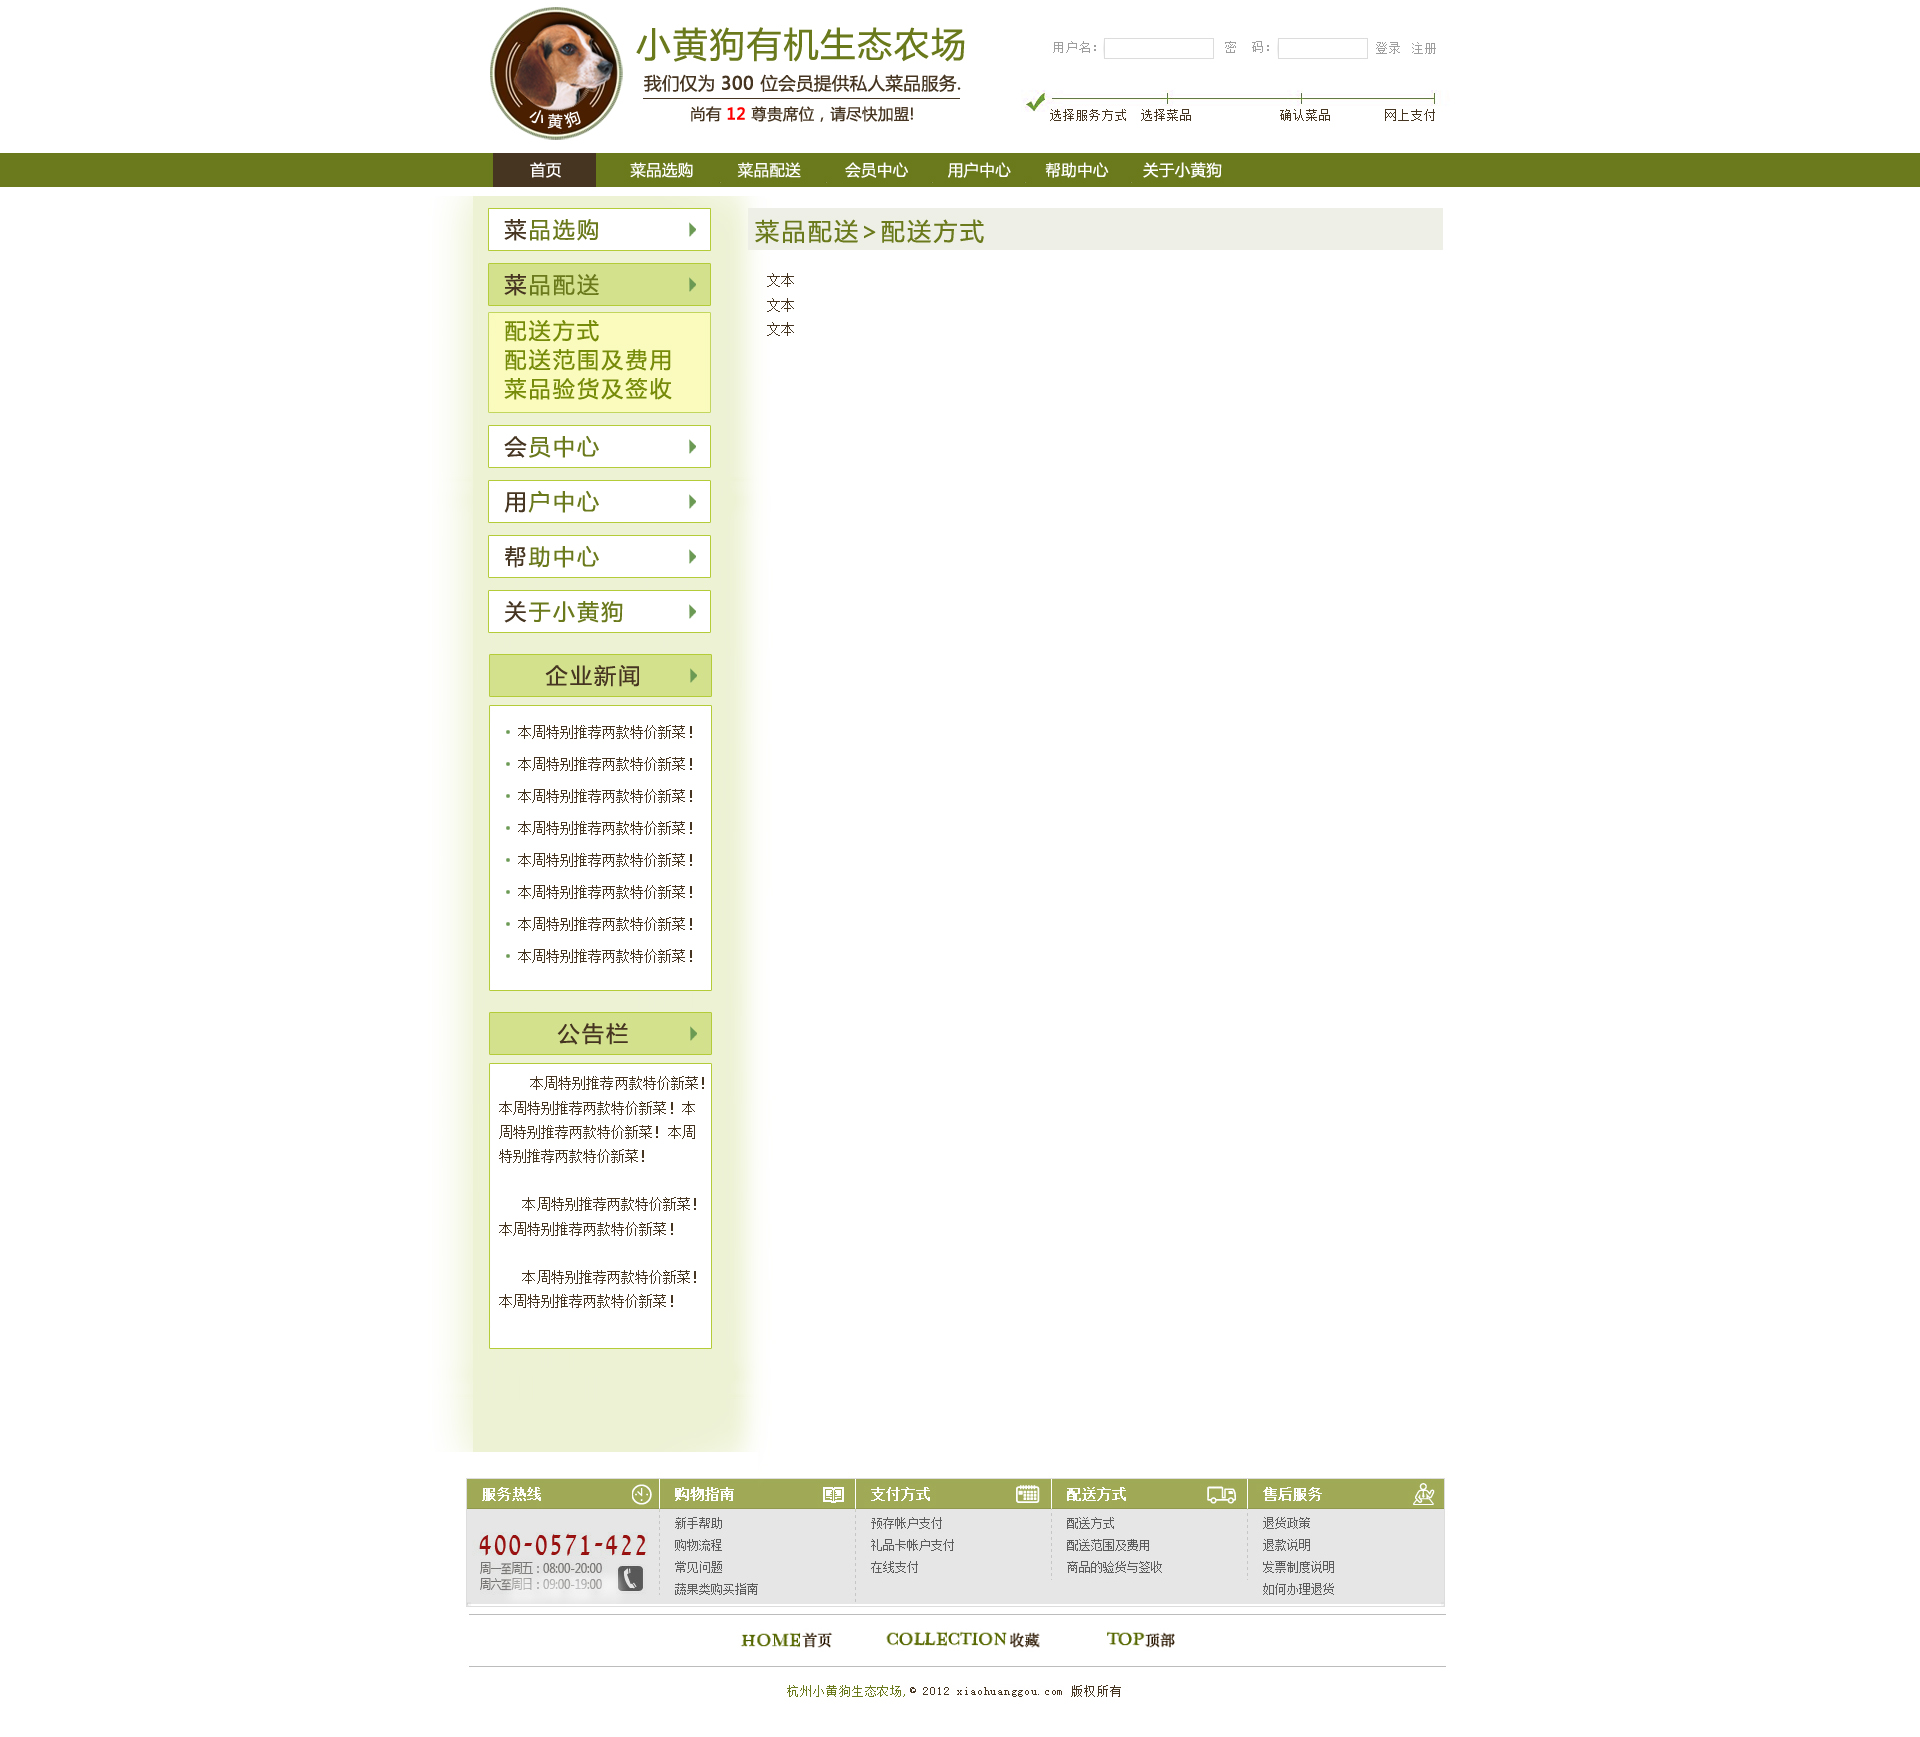 小黄狗
小黄狗有机生态农场
我们仅为 300 位会员提供私人菜品服务.
尚有 12 尊贵席位，请尽快加盟!
用户名: 密 码: 登录 注册
选择服务方式 选择菜品 确认菜品 网上支付
首页 菜品选购 菜品配送 会员中心 用户中心 帮助中心 关于小黄狗
菜品选购
菜品配送
配送方式
配送范围及费用
菜品验货及签收
会员中心
用户中心
帮助中心
关于小黄狗
企业新闻
本周特别推荐两款特价新菜!
本周特别推荐两款特价新菜!
本周特别推荐两款特价新菜!
本周特别推荐两款特价新菜!
本周特别推荐两款特价新菜!
本周特别推荐两款特价新菜!
本周特别推荐两款特价新菜!
本周特别推荐两款特价新菜!
公告栏
本周特别推荐两款特价新菜!
本周特别推荐两款特价新菜! 本
周特别推荐两款特价新菜! 本周
特别推荐两款特价新菜!
本周特别推荐两款特价新菜!
本周特别推荐两款特价新菜!
本周特别推荐两款特价新菜!
本周特别推荐两款特价新菜!
菜品配送>配送方式
文本
文本
文本
服务热线
400-0571-422
周一至周五：08:00-20:00
周六至周日：09:00-19:00
购物指南
新手帮助
购物流程
常见问题
蔬果类购买指南
支付方式
预存帐户支付
礼品卡帐户支付
在线支付
配送方式
配送方式
配送范围及费用
商品的验货与签收
售后服务
退货政策
退款说明
发票制度说明
如何办理退货
HOME首页 COLLECTION收藏 TOP顶部
杭州小黄狗生态农场,© 2012 xiaohuanggou.com 版权所有